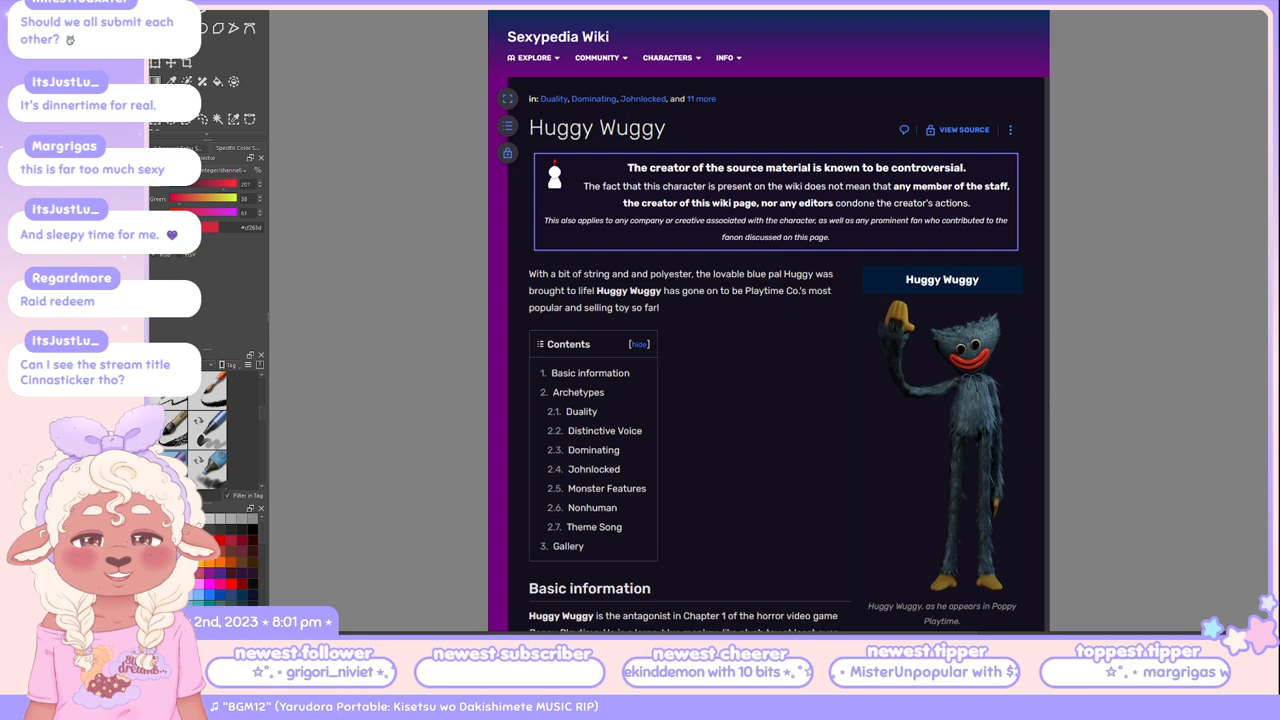 Should we all submit each
other?
itsJustLu_
It's dinnertime for real.
Margrigas
this is far too much sexy
itsJustLu_
And sleepy time for me. 💜
Regardmore
Raid redeem
itsJustLu_
Can I see the stream title
Cinnasticker tho?
Specific Color S
%
207
Greens
38
61
#cf263d
Tag
Filter in Tag
Sexypedia Wiki
EXPLORE COMMUNITY CHARACTERS INFO
in: Duality, Dominating, Johnlocked, and 11 more
Huggy Wuggy
VIEW SOURCE
The creator of the source material is known to be controversial.
The fact that this character is present on the wiki does not mean that any member of the staff,
the creator of this wiki page, nor any editors condone the creator's actions.
This also applies to any company or creative associated with the character, as well as any prominent fan who contributed to the
fanon discussed on this page.
With a bit of string and and polyester, the lovable blue pal Huggy was
brought to life! Huggy Wuggy has gone on to be Playtime Co.'s most
popular and selling toy so far!
Contents [hide]
1. Basic information
2. Archetypes
2.1. Duality
2.2. Distinctive Voice
2.3. Dominating
2.4. Johnlocked
2.5. Monster Features
2.6. Nonhuman
2.7. Theme Song
3. Gallery
Huggy Wuggy
Huggy Wuggy, as he appears in Poppy
Playtime.
Basic information
Huggy Wuggy is the antagonist in Chapter 1 of the horror video game
2nd, 2023 ⋆ 8:01 pm ⋆
dreams
newest follower
☆°｡⋆ grigori_niviet ⋆｡
newest subscriber
newest cheerer
ekinddemon with 10 bits ⋆｡°☆
newest tipper
⋆ MisterUnpopular with $
toppest tipper
☆°｡⋆ margrigas w
♫ "BGM12" (Yarudora Portable: Kisetsu wo Dakishimete MUSIC RIP)